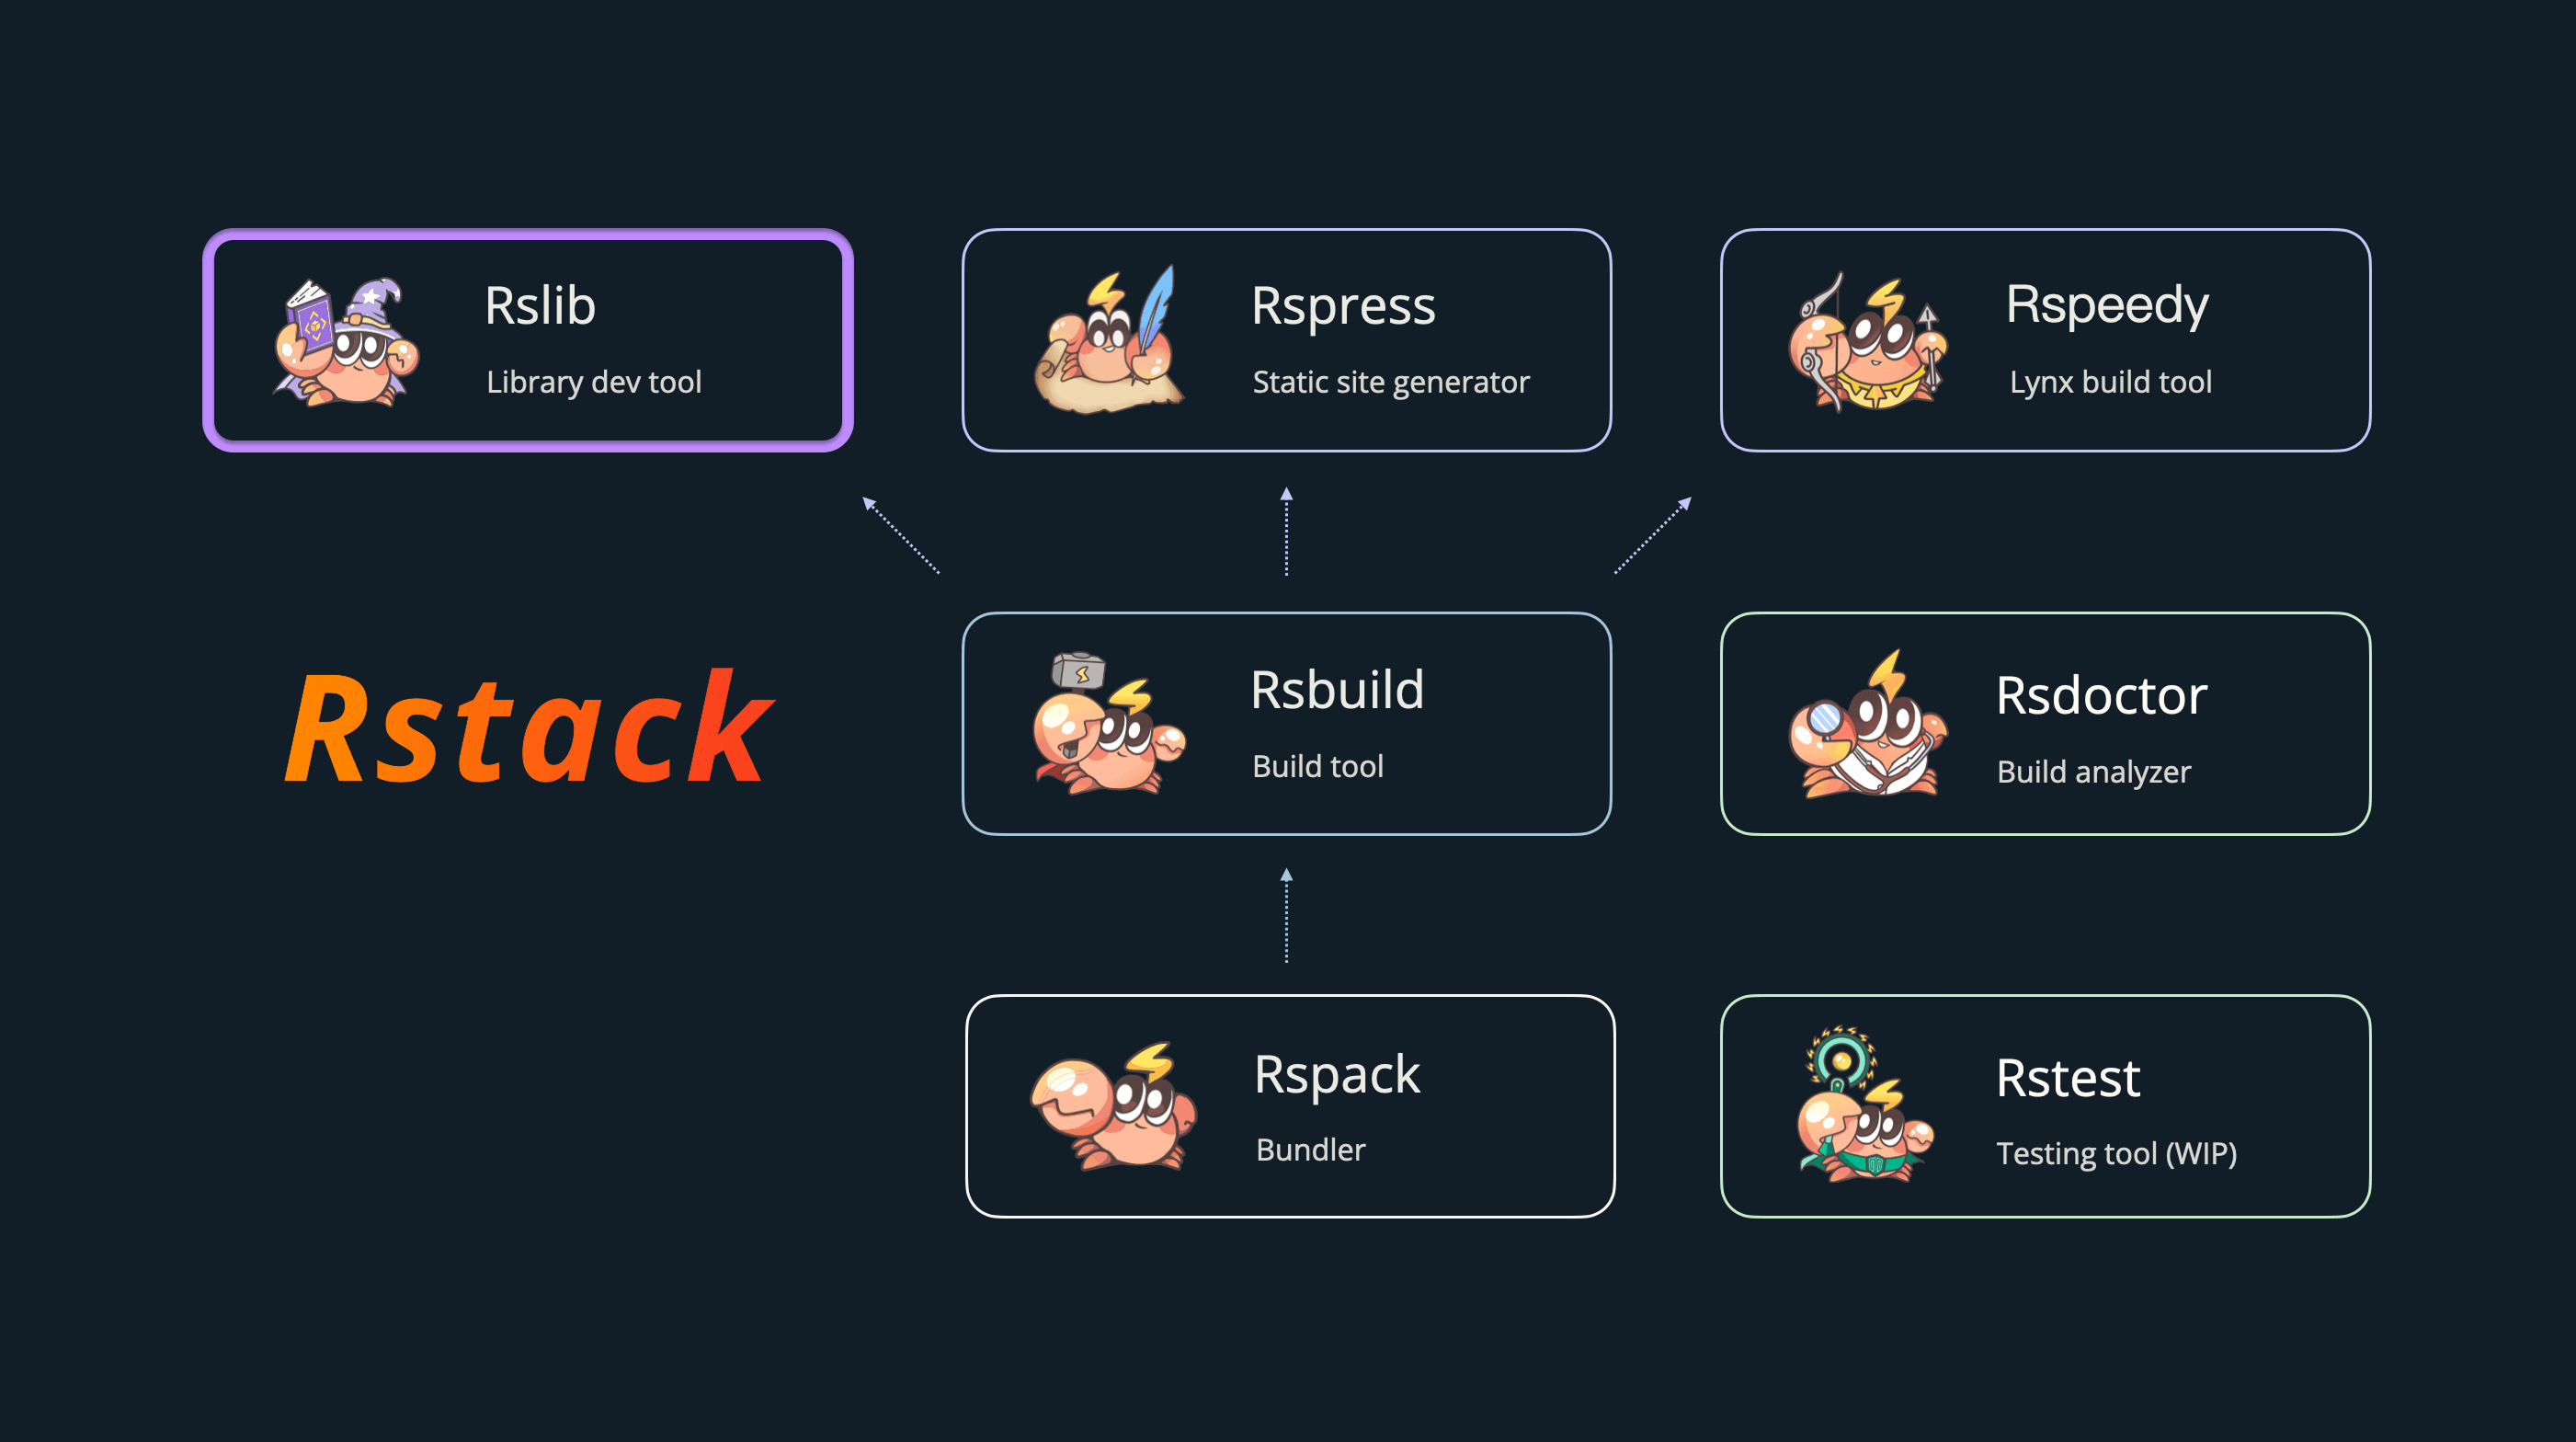 Rslib
Library dev tool
Rspress
Static site generator
Rspeedy
Lynx build tool
Rstack
Rsbuild
Build tool
Rsdoctor
Build analyzer
Rspack
Bundler
Rstest
Testing tool (WIP)